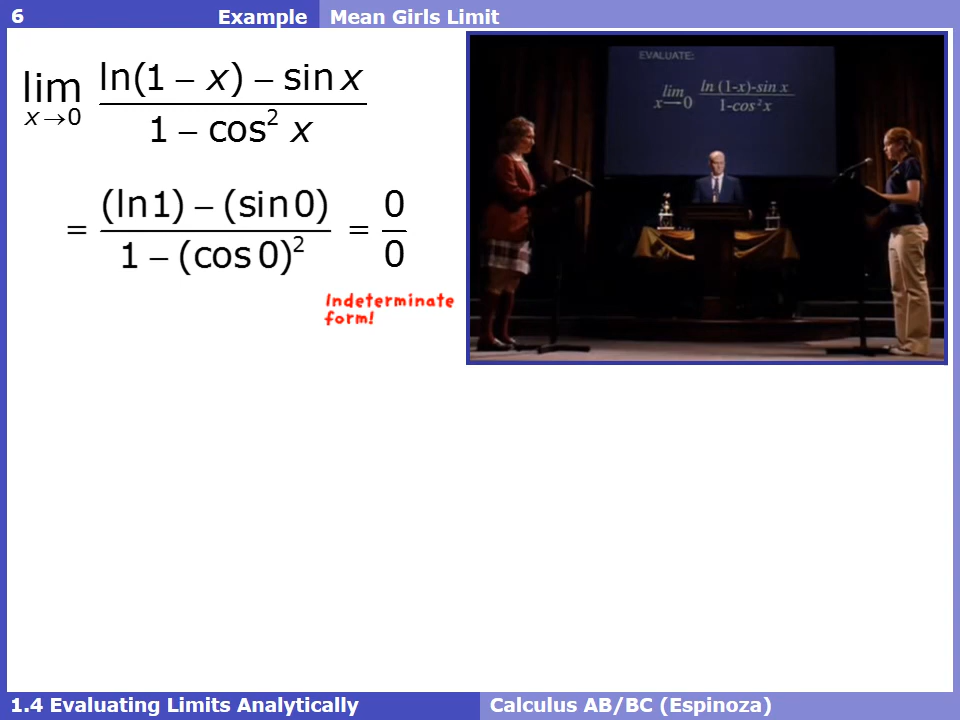 6 Example Mean Girls Limit
lim x→0 ln(1 – x) – sin x / 1 – cos² x
= (ln 1) – (sin 0) / 1 – (cos 0)² = 0 / 0
Indeterminate
form!
EVALUATE:
lim x→0 ln (1-x)-sin x / 1-cos²x
1.4 Evaluating Limits Analytically Calculus AB/BC (Espinoza)